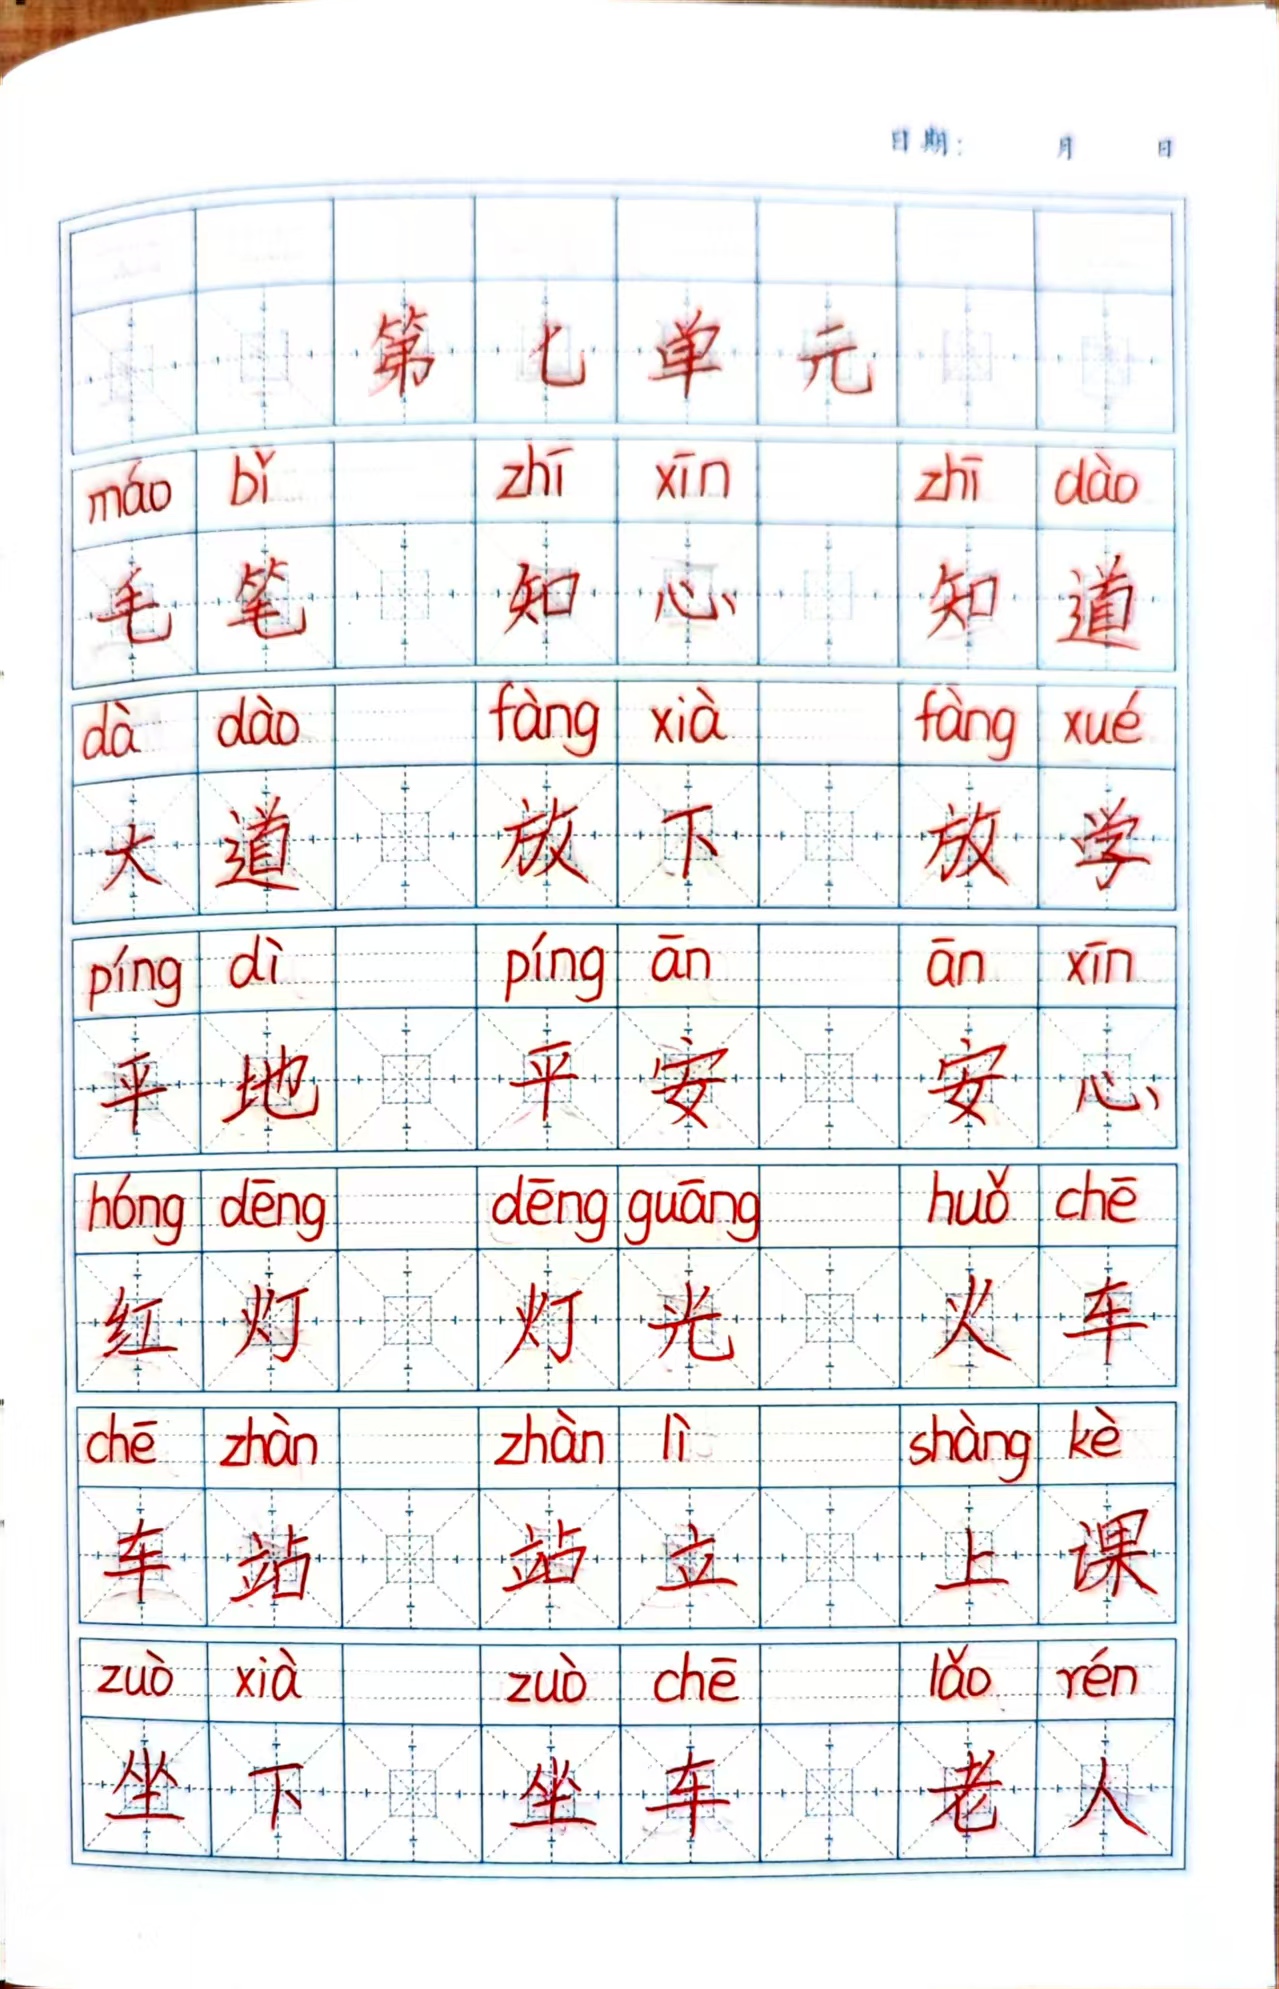 日期： 月 日
第七单元
máo bǐ zhī xīn zhī dào
毛笔 知心 知道
dà dào fàng xià fàng xué
大道 放下 放学
píng dì píng ān ān xīn
平地 平安 安心
hóng dēng dēng guāng huǒ chē
红灯 灯光 火车
chē zhàn zhàn lì shàng kè
车站 站立 上课
zuò xià zuò chē lǎo rén
坐下 坐车 老人